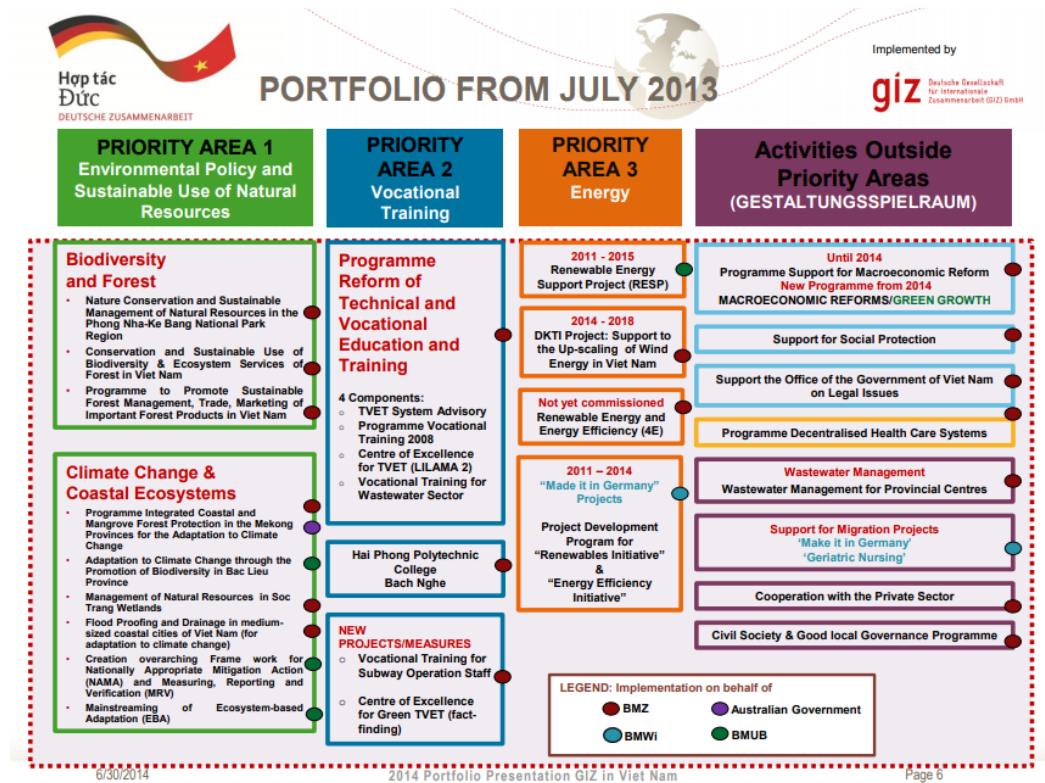 Hợp tác
Đức
DEUTSCHE ZUSAMMENARBEIT
PORTFOLIO FROM JULY 2013
Implemented by
giz
Deutsche Gesellschaft
für Internationale
Zusammenarbeit (GIZ) GmbH
PRIORITY AREA 1
Environmental Policy and
Sustainable Use of Natural
Resources
PRIORITY
AREA 2
Vocational
Training
PRIORITY
AREA 3
Energy
Activities Outside
Priority Areas
(GESTALTUNGSSPIELRAUM)
Biodiversity
and Forest
• Nature Conservation and Sustainable
Management of Natural Resources in the
Phong Nha-Ke Bang National Park
Region
• Conservation and Sustainable Use of
Biodiversity & Ecosystem Services of
Forest in Viet Nam
• Programme to Promote Sustainable
Forest Management, Trade, Marketing of
Important Forest Products in Viet Nam
Climate Change &
Coastal Ecosystems
• Programme Integrated Coastal and
Mangrove Forest Protection in the Mekong
Provinces for the Adaptation to Climate
Change
• Adaptation to Climate Change through the
Promotion of Biodiversity in Bac Lieu
Province
• Management of Natural Resources in Soc
Trang Wetlands
• Flood Proofing and Drainage in medium-
sized coastal cities of Viet Nam (for
adaptation to climate change)
• Creation overarching Frame work for
Nationally Appropriate Mitigation Action
(NAMA) and Measuring, Reporting and
Verification (MRV)
• Mainstreaming of Ecosystem-based
Adaptation (EBA)
Programme
Reform of
Technical and
Vocational
Education and
Training
4 Components:
o TVET System Advisory
o Programme Vocational
Training 2008
o Centre of Excellence
for TVET (LILAMA 2)
o Vocational Training for
Wastewater Sector
Hai Phong Polytechnic
College
Bach Nghe
NEW
PROJECTS/MEASURES
o Vocational Training for
Subway Operation Staff
o Centre of Excellence
for Green TVET (fact-
finding)
2011 - 2015
Renewable Energy
Support Project (RESP)
2014 - 2018
DKTI Project: Support to
the Up-scaling of Wind
Energy in Viet Nam
Not yet commissioned
Renewable Energy and
Energy Efficiency (4E)
2011 – 2014
“Made it in Germany”
Projects
Project Development
Program for
“Renewables Initiative”
&
“Energy Efficiency
Initiative”
Until 2014
Programme Support for Macroeconomic Reform
New Programme from 2014
MACROECONOMIC REFORMS/GREEN GROWTH
Support for Social Protection
Support the Office of the Government of Viet Nam
on Legal Issues
Programme Decentralised Health Care Systems
Wastewater Management
Wastewater Management for Provincial Centres
Support for Migration Projects
‘Make it in Germany’
‘Geriatric Nursing’
Cooperation with the Private Sector
Civil Society & Good local Governance Programme
LEGEND: Implementation on behalf of
BMZ
Australian Government
BMWi
BMUB
6/30/2014
2014 Portfolio Presentation GIZ in Viet Nam
Page 6